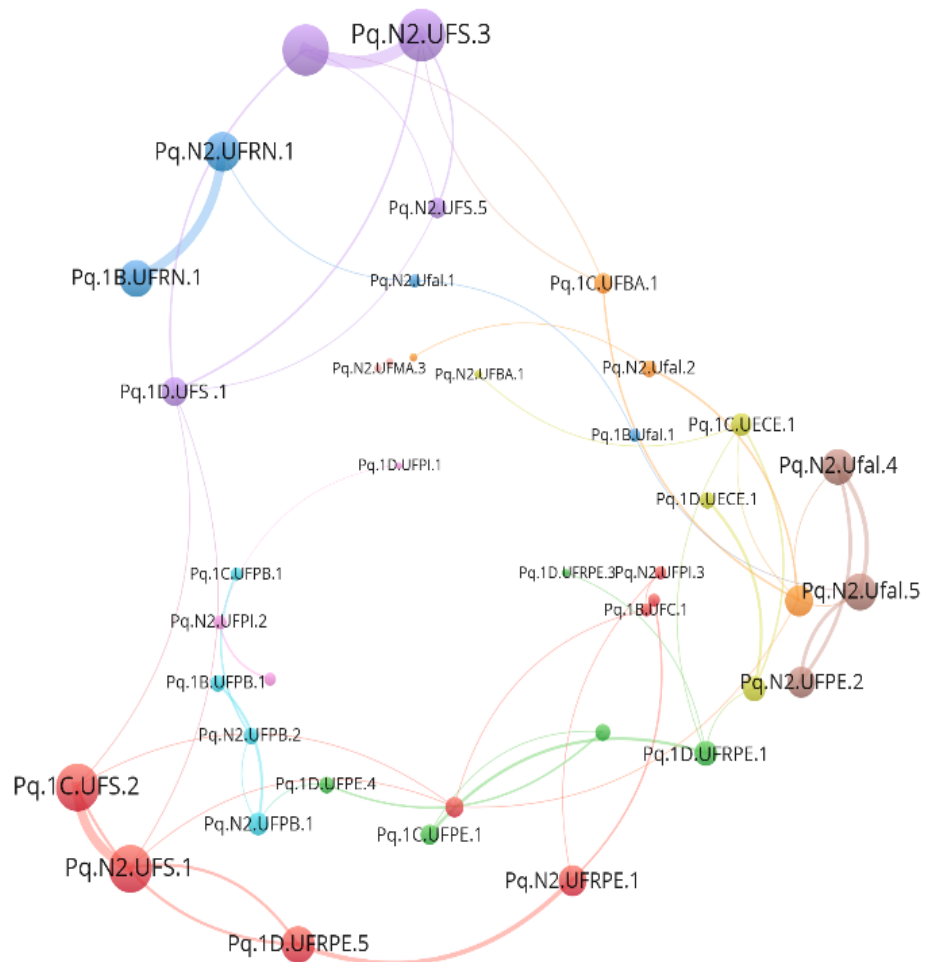 Pq.N2.UFS.3
Pq.N2.UFRN.1
Pq.N2.UFS.5
Pq.1B.UFRN.1
Pq.N2.Ufal.1
Pq.1C.UFBA.1
Pq.N2.UFMA.3
Pq.N2.UFBA.1
Pq.N2.Ufal.2
Pq.1D.UFS .1
Pq.1B.Ufal.1
Pq.1C.UECE.1
Pq.1D.UFPI.1
Pq.N2.Ufal.4
Pq.1D.UECE.1
Pq.1C.UFPB.1
Pq.1D.UFRPE.3
Pq.N2.UFPI.3
Pq.N2.Ufal.5
Pq.1B.UFC.1
Pq.N2.UFPI.2
Pq.1B.UFPB.1
Pq.N2.UFPE.2
Pq.N2.UFPB.2
Pq.1D.UFRPE.1
Pq.1C.UFS.2
Pq.1D.UFPE.4
Pq.N2.UFPB.1
Pq.1C.UFPE.1
Pq.N2.UFS.1
Pq.N2.UFRPE.1
Pq.1D.UFRPE.5